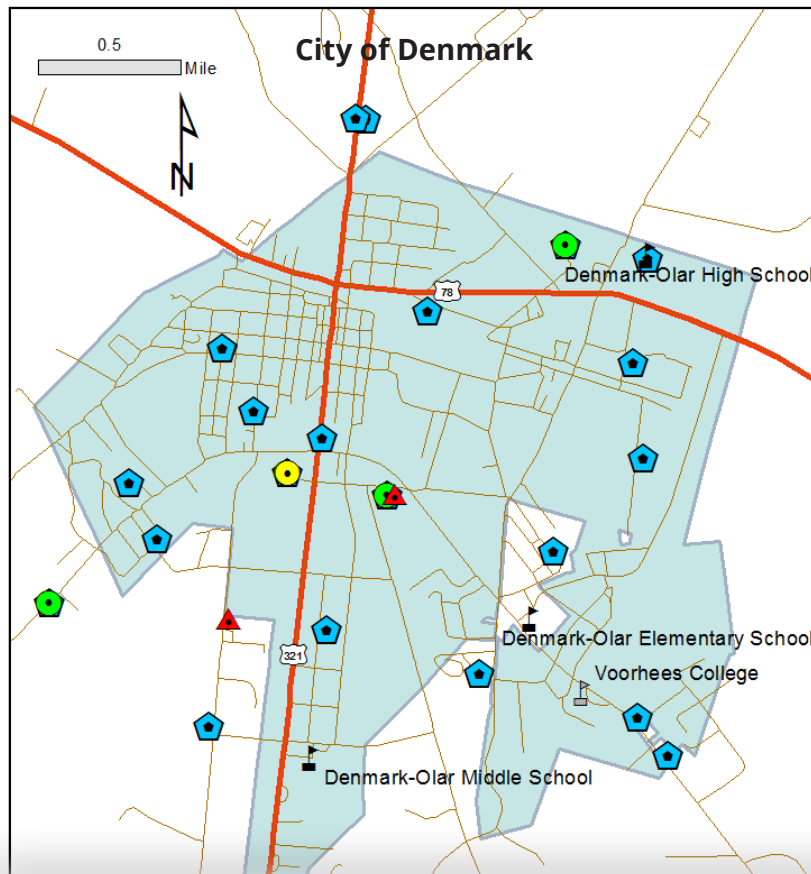 City of Denmark
0.5
Mile
N
Denmark-Olar High School
78
Denmark-Olar Elementary School
321
Voorhees College
Denmark-Olar Middle School